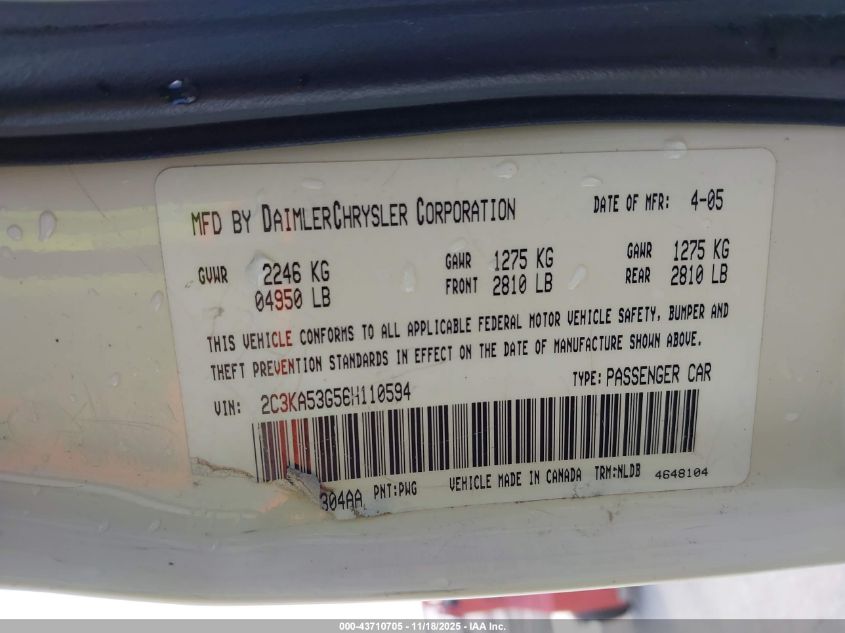 MFD BY DAIMLERCHRYSLER CORPORATION DATE OF MFR: 4-05
GVWR 2246 KG GAWR 1275 KG GAWR 1275 KG
04950 LB FRONT 2810 LB REAR 2810 LB
THIS VEHICLE CONFORMS TO ALL APPLICABLE FEDERAL MOTOR VEHICLE SAFETY, BUMPER AND
THEFT PREVENTION STANDARDS IN EFFECT ON THE DATE OF MANUFACTURE SHOWN ABOVE.
VIN: 2C3KA53G56H110594 TYPE: PASSENGER CAR
304AA PNT:PWG VEHICLE MADE IN CANADA TRM:NLDB 4648104
000-43710705 - 11/18/2025 - IAA Inc.